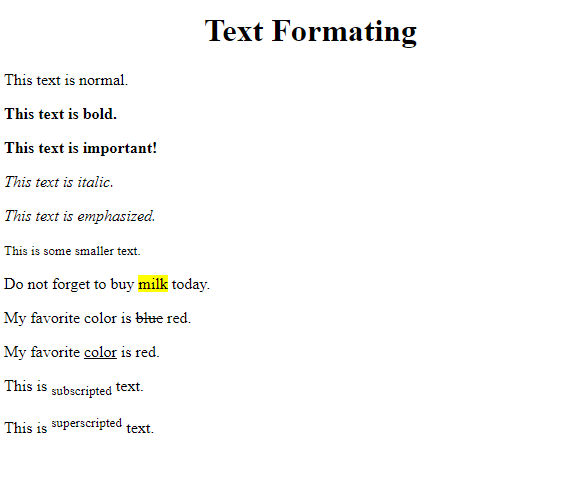 Text Formating
This text is normal.
This text is bold.
This text is important!
This text is italic.
This text is emphasized.
This is some smaller text.
Do not forget to buy milk today.
My favorite color is blue red.
My favorite color is red.
This is subscripted text.
This is superscripted text.